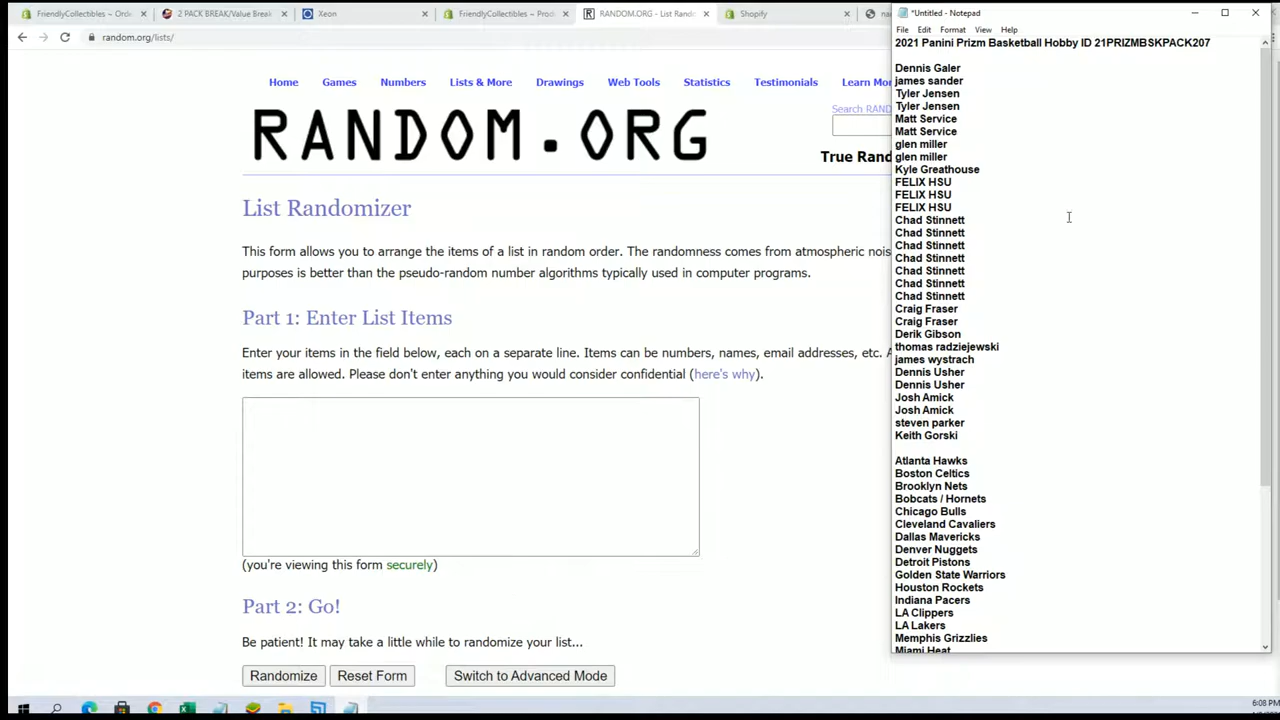 FriendlyCollectibles ~ Orde
2 PACK BREAK/Value Break
Xeon
FriendlyCollectibles ~ Prod
RANDOM.ORG - List Rando
Shopify
random.org/lists/
Home
Games
Numbers
Lists & More
Drawings
Web Tools
Statistics
Testimonials
Learn Mor
Search RAND
RANDOM.ORG
True Rand
List Randomizer
This form allows you to arrange the items of a list in random order. The randomness comes from atmospheric nois
purposes is better than the pseudo-random number algorithms typically used in computer programs.
Part 1: Enter List Items
Enter your items in the field below, each on a separate line. Items can be numbers, names, email addresses, etc. A
items are allowed. Please don't enter anything you would consider confidential (here's why).
(you're viewing this form securely)
Part 2: Go!
Be patient! It may take a little while to randomize your list...
Randomize
Reset Form
Switch to Advanced Mode
*Untitled - Notepad
File Edit Format View Help
2021 Panini Prizm Basketball Hobby ID 21PRIZMBSKPACK207
Dennis Galer
james sander
Tyler Jensen
Tyler Jensen
Matt Service
Matt Service
glen miller
glen miller
Kyle Greathouse
FELIX HSU
FELIX HSU
FELIX HSU
Chad Stinnett
Chad Stinnett
Chad Stinnett
Chad Stinnett
Chad Stinnett
Chad Stinnett
Chad Stinnett
Craig Fraser
Craig Fraser
Derik Gibson
thomas radziejewski
james wystrach
Dennis Usher
Dennis Usher
Josh Amick
Josh Amick
steven parker
Keith Gorski
Atlanta Hawks
Boston Celtics
Brooklyn Nets
Bobcats / Hornets
Chicago Bulls
Cleveland Cavaliers
Dallas Mavericks
Denver Nuggets
Detroit Pistons
Golden State Warriors
Houston Rockets
Indiana Pacers
LA Clippers
LA Lakers
Memphis Grizzlies
Miami Heat
6:08 PM